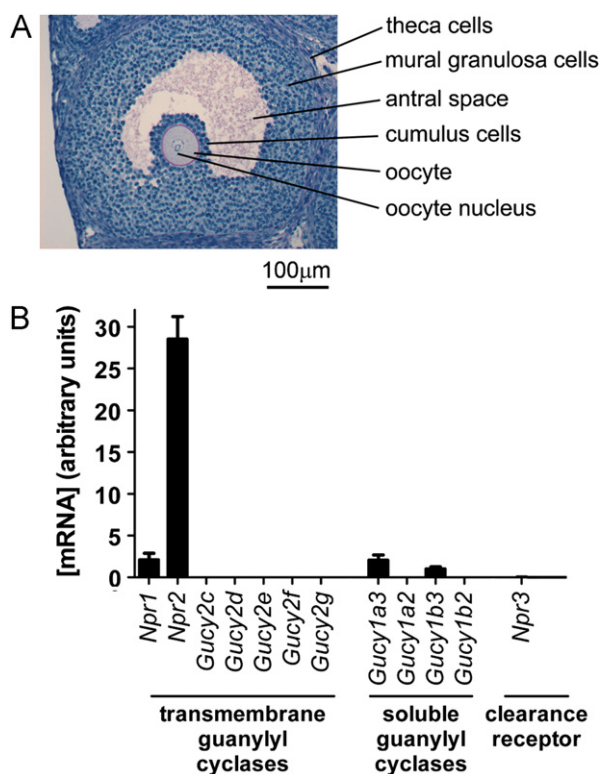 A
theca cells
mural granulosa cells
antral space
cumulus cells
oocyte
oocyte nucleus
100μm
B
[mRNA] (arbitrary units)
30
25
20
15
10
5
0
Npr1
Npr2
Gucy2c
Gucy2d
Gucy2e
Gucy2f
Gucy2g
Gucy1a3
Gucy1a2
Gucy1b3
Gucy1b2
Npr3
transmembrane
guanylyl
cyclases
soluble
guanylyl
cyclases
clearance
receptor